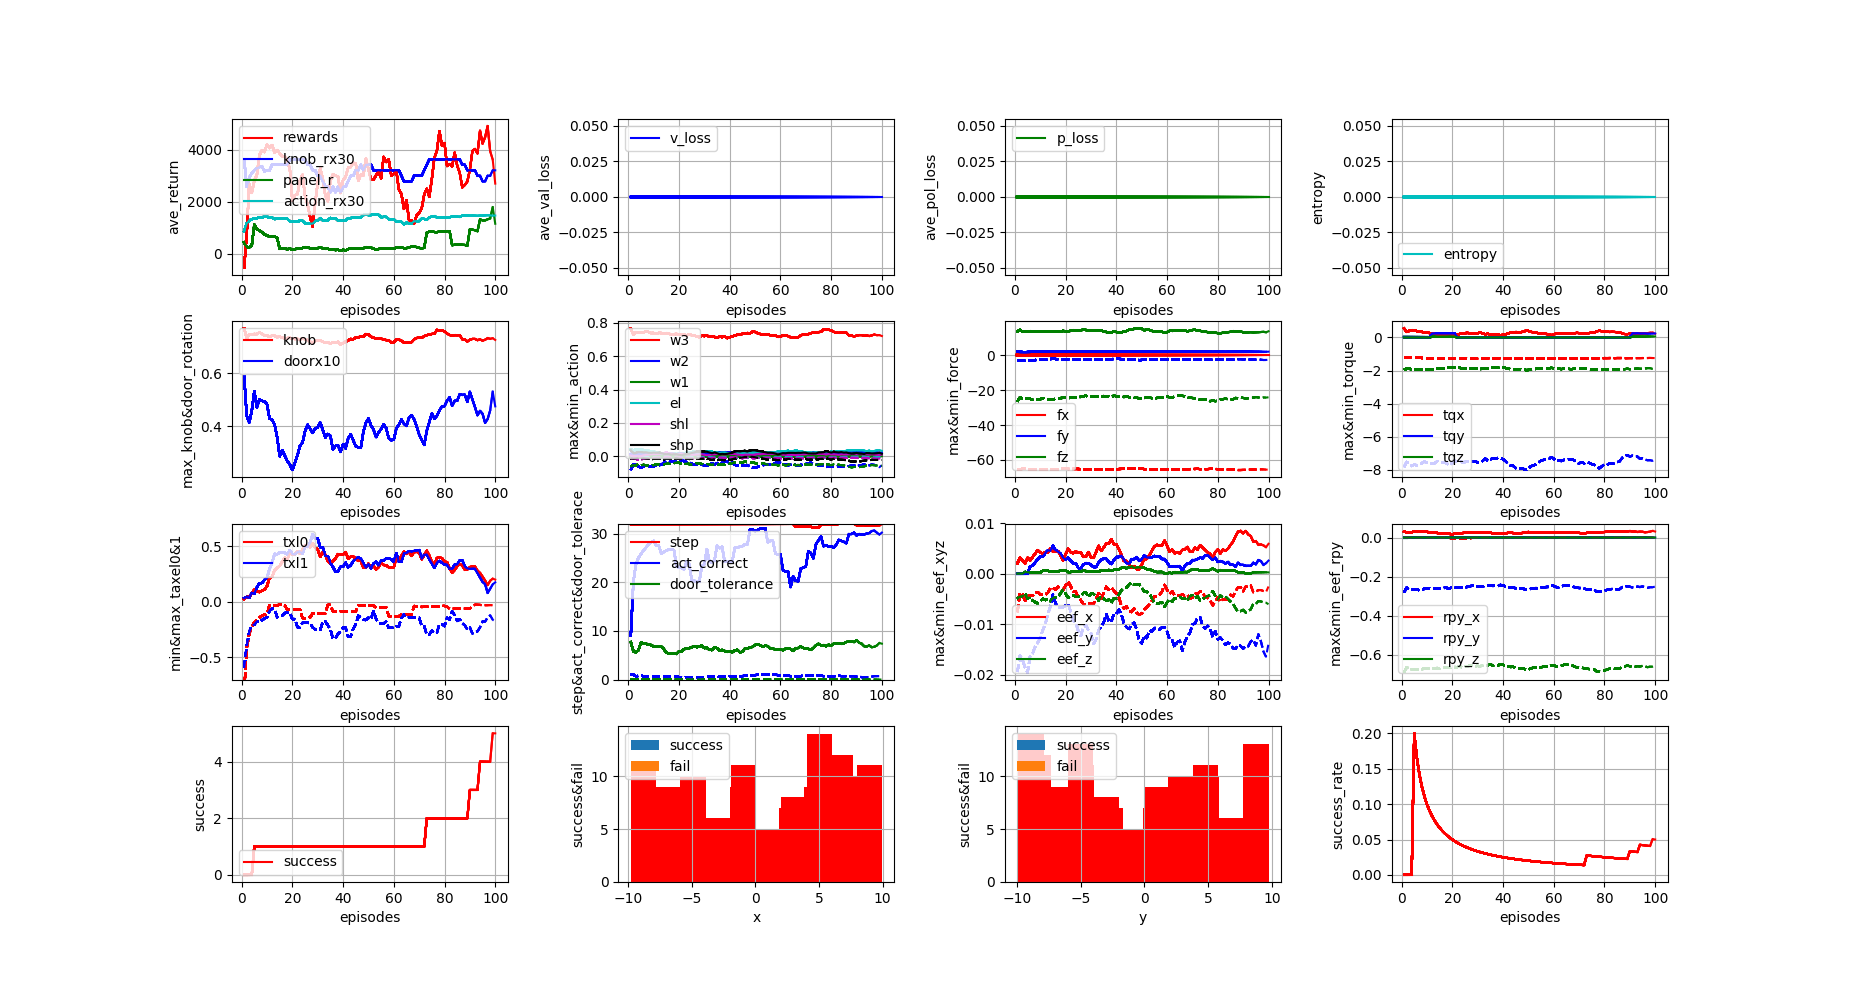 ave_return
4000
2000
0
rewards
knob_rx30
panel_r
action_rx30
0 20 40 60 80 100
episodes
ave_val_loss
0.050
0.025
0.000
−0.025
−0.050
v_loss
0 20 40 60 80 100
episodes
ave_pol_loss
0.050
0.025
0.000
−0.025
−0.050
p_loss
0 20 40 60 80 100
episodes
entropy
0.050
0.025
0.000
−0.025
−0.050
entropy
0 20 40 60 80 100
episodes
max_knob&door_rotation
0.6
0.4
knob
doorx10
0 20 40 60 80 100
episodes
max&min_action
0.8
0.6
0.4
0.2
0.0
w3
w2
w1
el
shl
shp
0 20 40 60 80 100
episodes
max&min_force
0
−20
−40
−60
fx
fy
fz
0 20 40 60 80 100
episodes
max&min_torque
0
−2
−4
−6
−8
tqx
tqy
tqz
0 20 40 60 80 100
episodes
min&max_taxel0&1
0.5
0.0
−0.5
txl0
txl1
0 20 40 60 80 100
episodes
step&act_correct&door_tolerace
30
20
10
0
step
act_correct
door_tolerance
0 20 40 60 80 100
episodes
max&min_eef_xyz
0.01
0.00
−0.01
−0.02
eef_x
eef_y
eef_z
0 20 40 60 80 100
episodes
max&min_eef_rpy
0.0
−0.2
−0.4
−0.6
rpy_x
rpy_y
rpy_z
0 20 40 60 80 100
episodes
success
4
2
0
success
0 20 40 60 80 100
episodes
success&fail
10
5
0
success
fail
−10 −5 0 5 10
x
success&fail
10
5
0
success
fail
−10 −5 0 5 10
y
success_rate
0.20
0.15
0.10
0.05
0.00
0 20 40 60 80 100
episodes